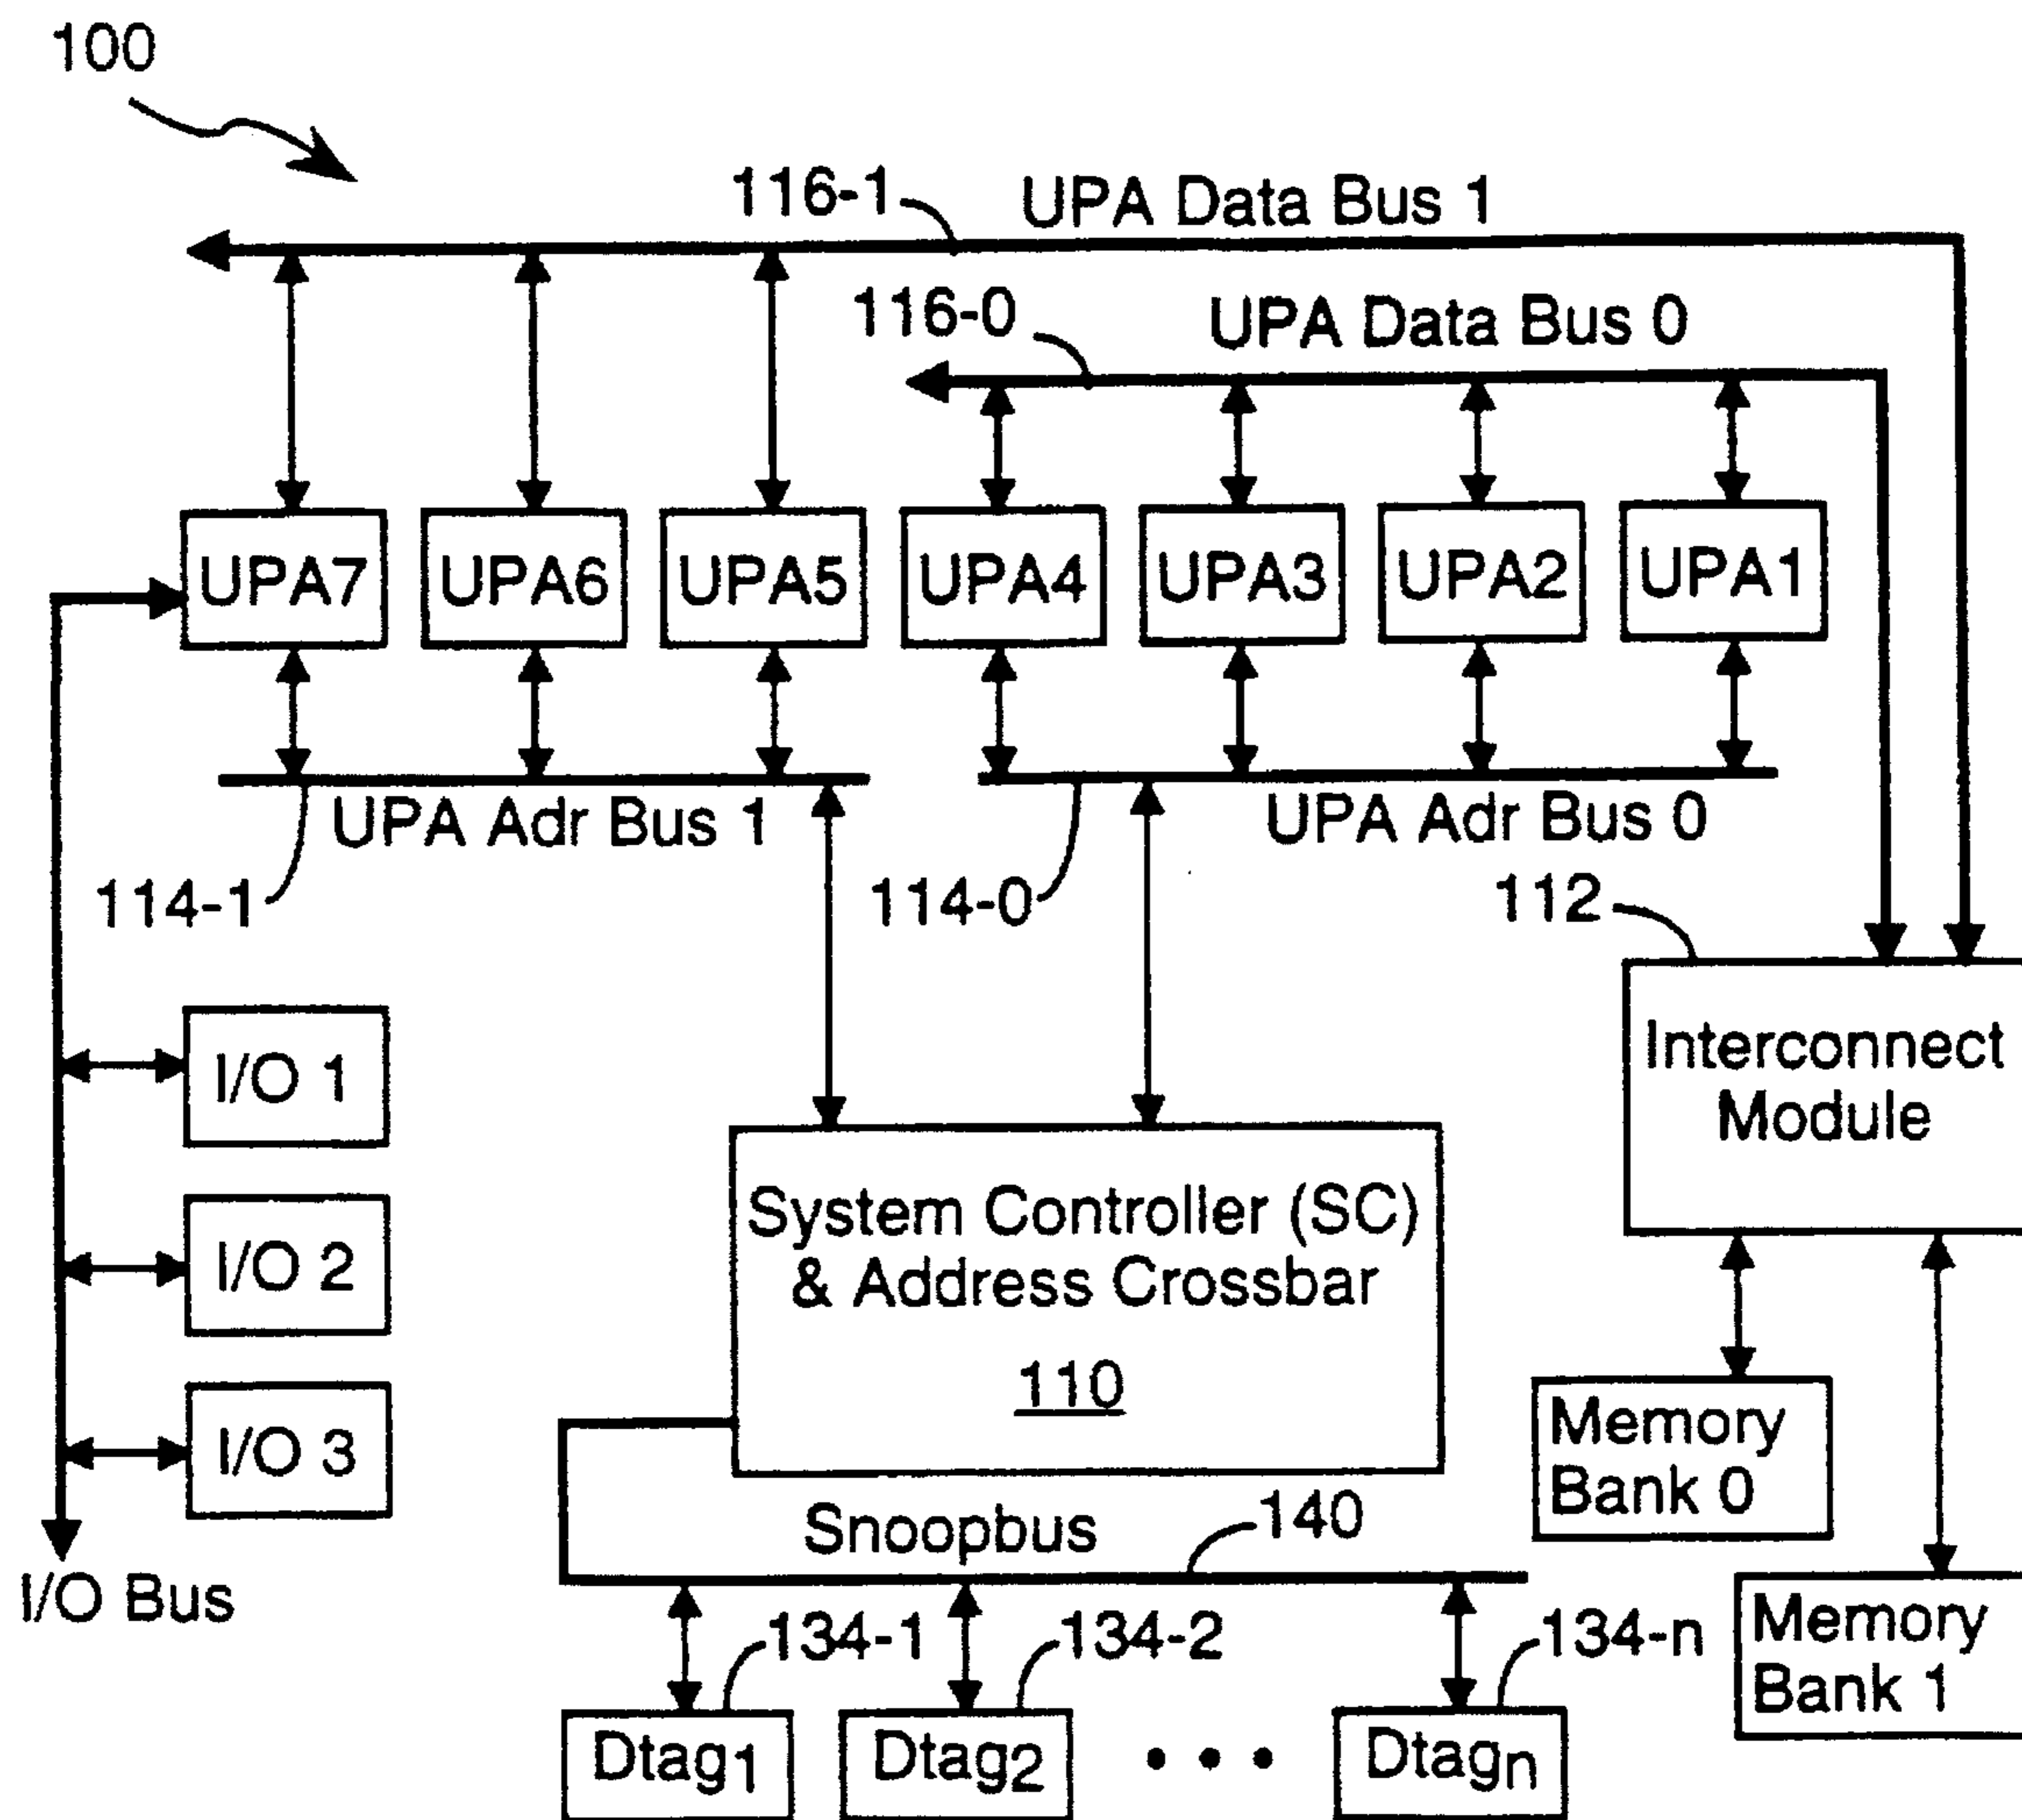 100
116-1
UPA Data Bus 1
116-0
UPA Data Bus 0
UPA7
UPA6
UPA5
UPA4
UPA3
UPA2
UPA1
UPA Adr Bus 1
UPA Adr Bus 0
114-1
114-0
112
Interconnect
Module
I/O 1
I/O 2
I/O 3
I/O Bus
System Controller (SC)
& Address Crossbar
110
Memory
Bank 0
Snoopbus
140
Memory
Bank 1
134-1
134-2
134-n
Dtag1
Dtag2
• • •
Dtagn